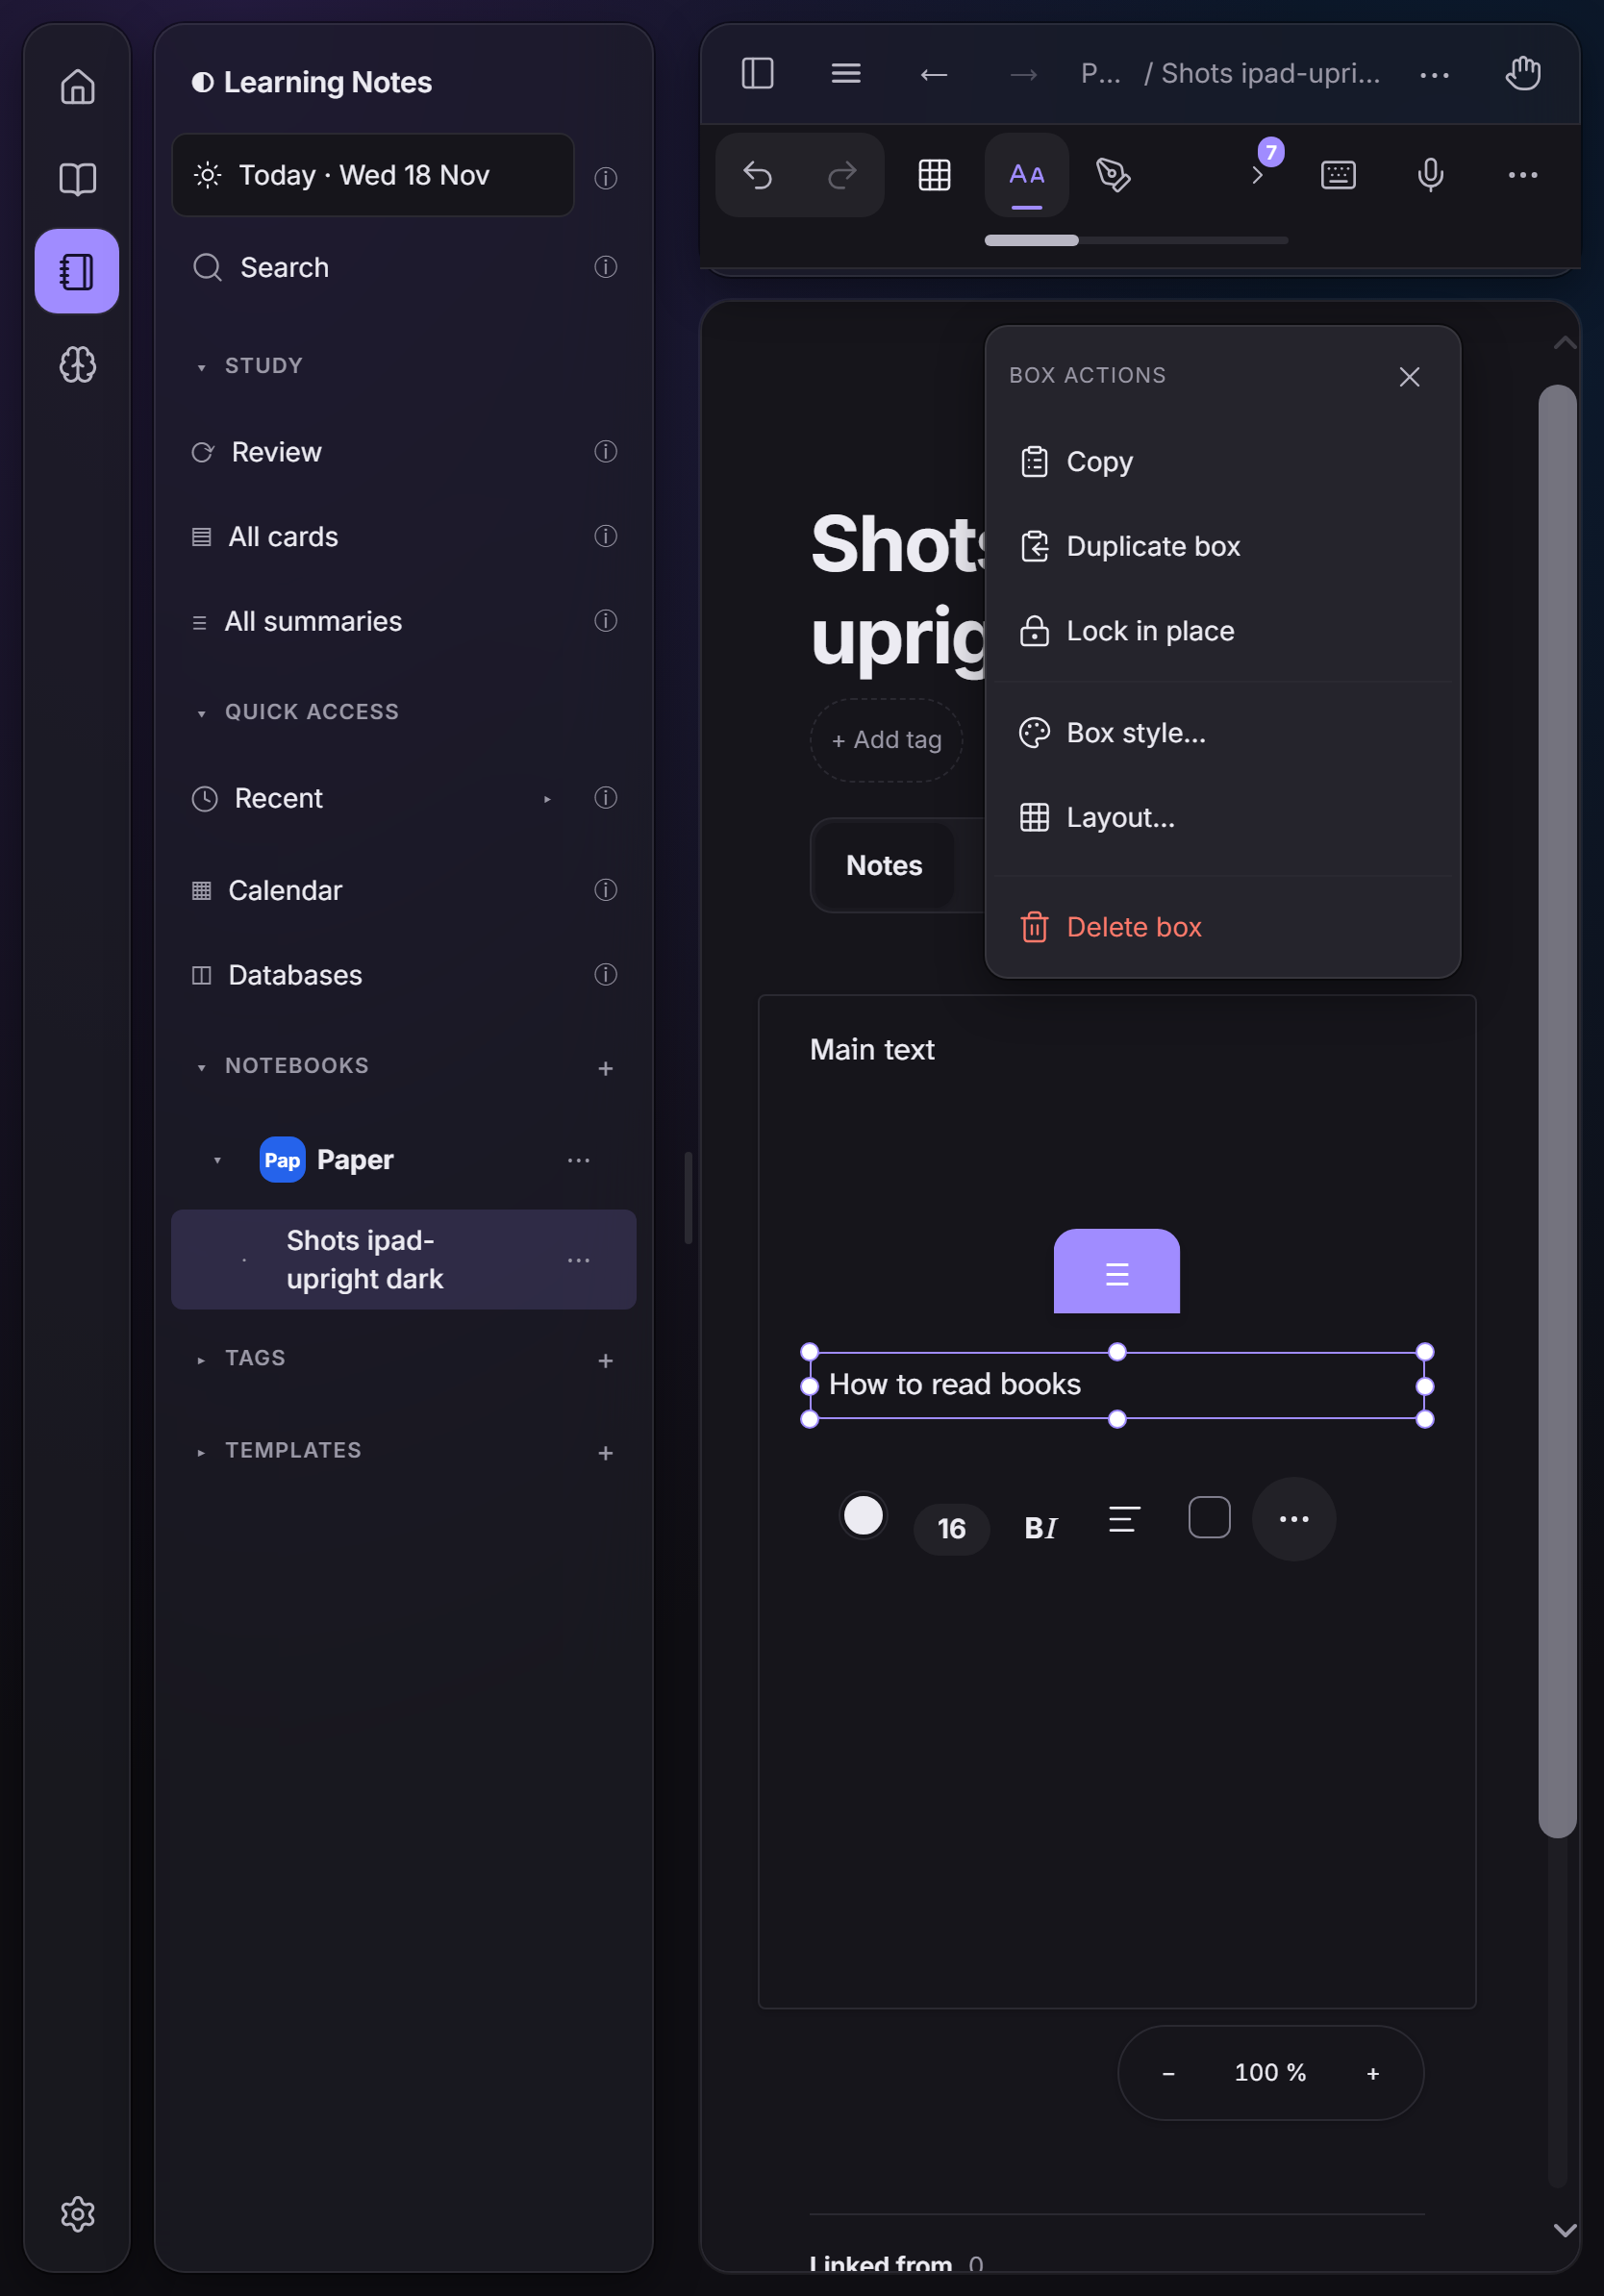 Learning Notes
Today · Wed 18 Nov
Search
STUDY
Review
All cards
All summaries
QUICK ACCESS
Recent
Calendar
Databases
NOTEBOOKS
Pap Paper
Shots ipad-
upright dark
TAGS
TEMPLATES
P... / Shots ipad-upri...
AA
7
BOX ACTIONS
Copy
Duplicate box
Lock in place
Box style...
Layout...
Delete box
Shots
uprig
+ Add tag
Notes
Main text
How to read books
16
BI
− 100 % +
Linked from 0